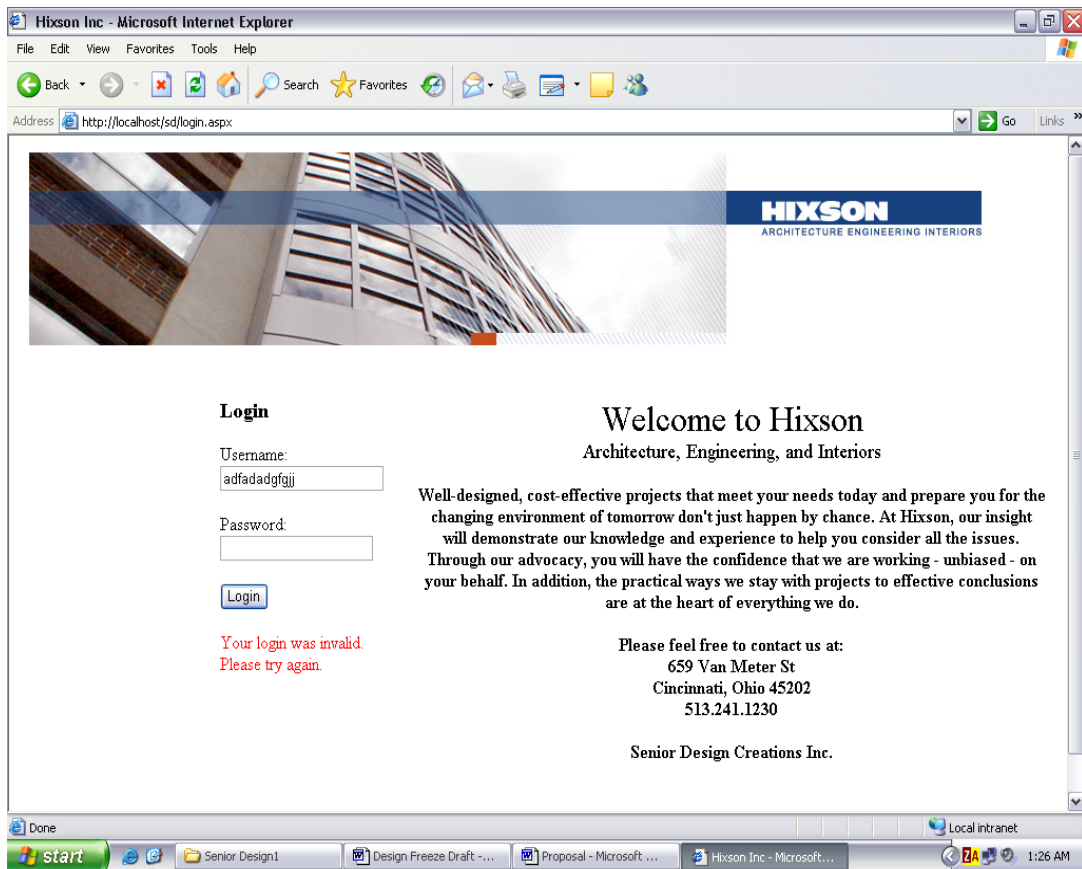 Hixson Inc - Microsoft Internet Explorer
File Edit View Favorites Tools Help
Back Search Favorites
Address http://localhost/sd/login.aspx Go Links »
HIXSON
ARCHITECTURE ENGINEERING INTERIORS
Login
Username:
adfadadgfgjj
Password:
Login
Your login was invalid.
Please try again.
Welcome to Hixson
Architecture, Engineering, and Interiors
Well-designed, cost-effective projects that meet your needs today and prepare you for the
changing environment of tomorrow don't just happen by chance. At Hixson, our insight
will demonstrate our knowledge and experience to help you consider all the issues.
Through our advocacy, you will have the confidence that we are working - unbiased - on
your behalf. In addition, the practical ways we stay with projects to effective conclusions
are at the heart of everything we do.
Please feel free to contact us at:
659 Van Meter St
Cincinnati, Ohio 45202
513.241.1230
Senior Design Creations Inc.
Done Local intranet
start Senior Design1 Design Freeze Draft -... Proposal - Microsoft ... Hixson Inc - Microsoft... ZA 1:26 AM